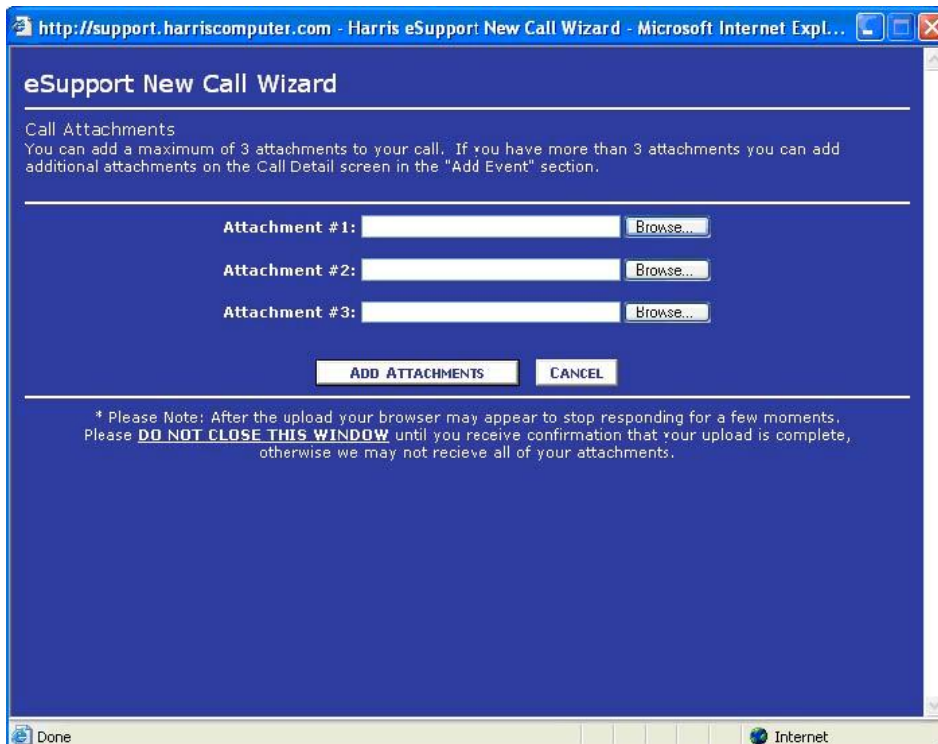 http://support.harriscomputer.com - Harris eSupport New Call Wizard - Microsoft Internet Expl...
eSupport New Call Wizard
Call Attachments
You can add a maximum of 3 attachments to your call. If you have more than 3 attachments you can add
additional attachments on the Call Detail screen in the "Add Event" section.
Attachment #1: Browse...
Attachment #2: Browse...
Attachment #3: Browse...
ADD ATTACHMENTS CANCEL
* Please Note: After the upload your browser may appear to stop responding for a few moments.
Please DO NOT CLOSE THIS WINDOW until you receive confirmation that your upload is complete,
otherwise we may not recieve all of your attachments.
Done Internet